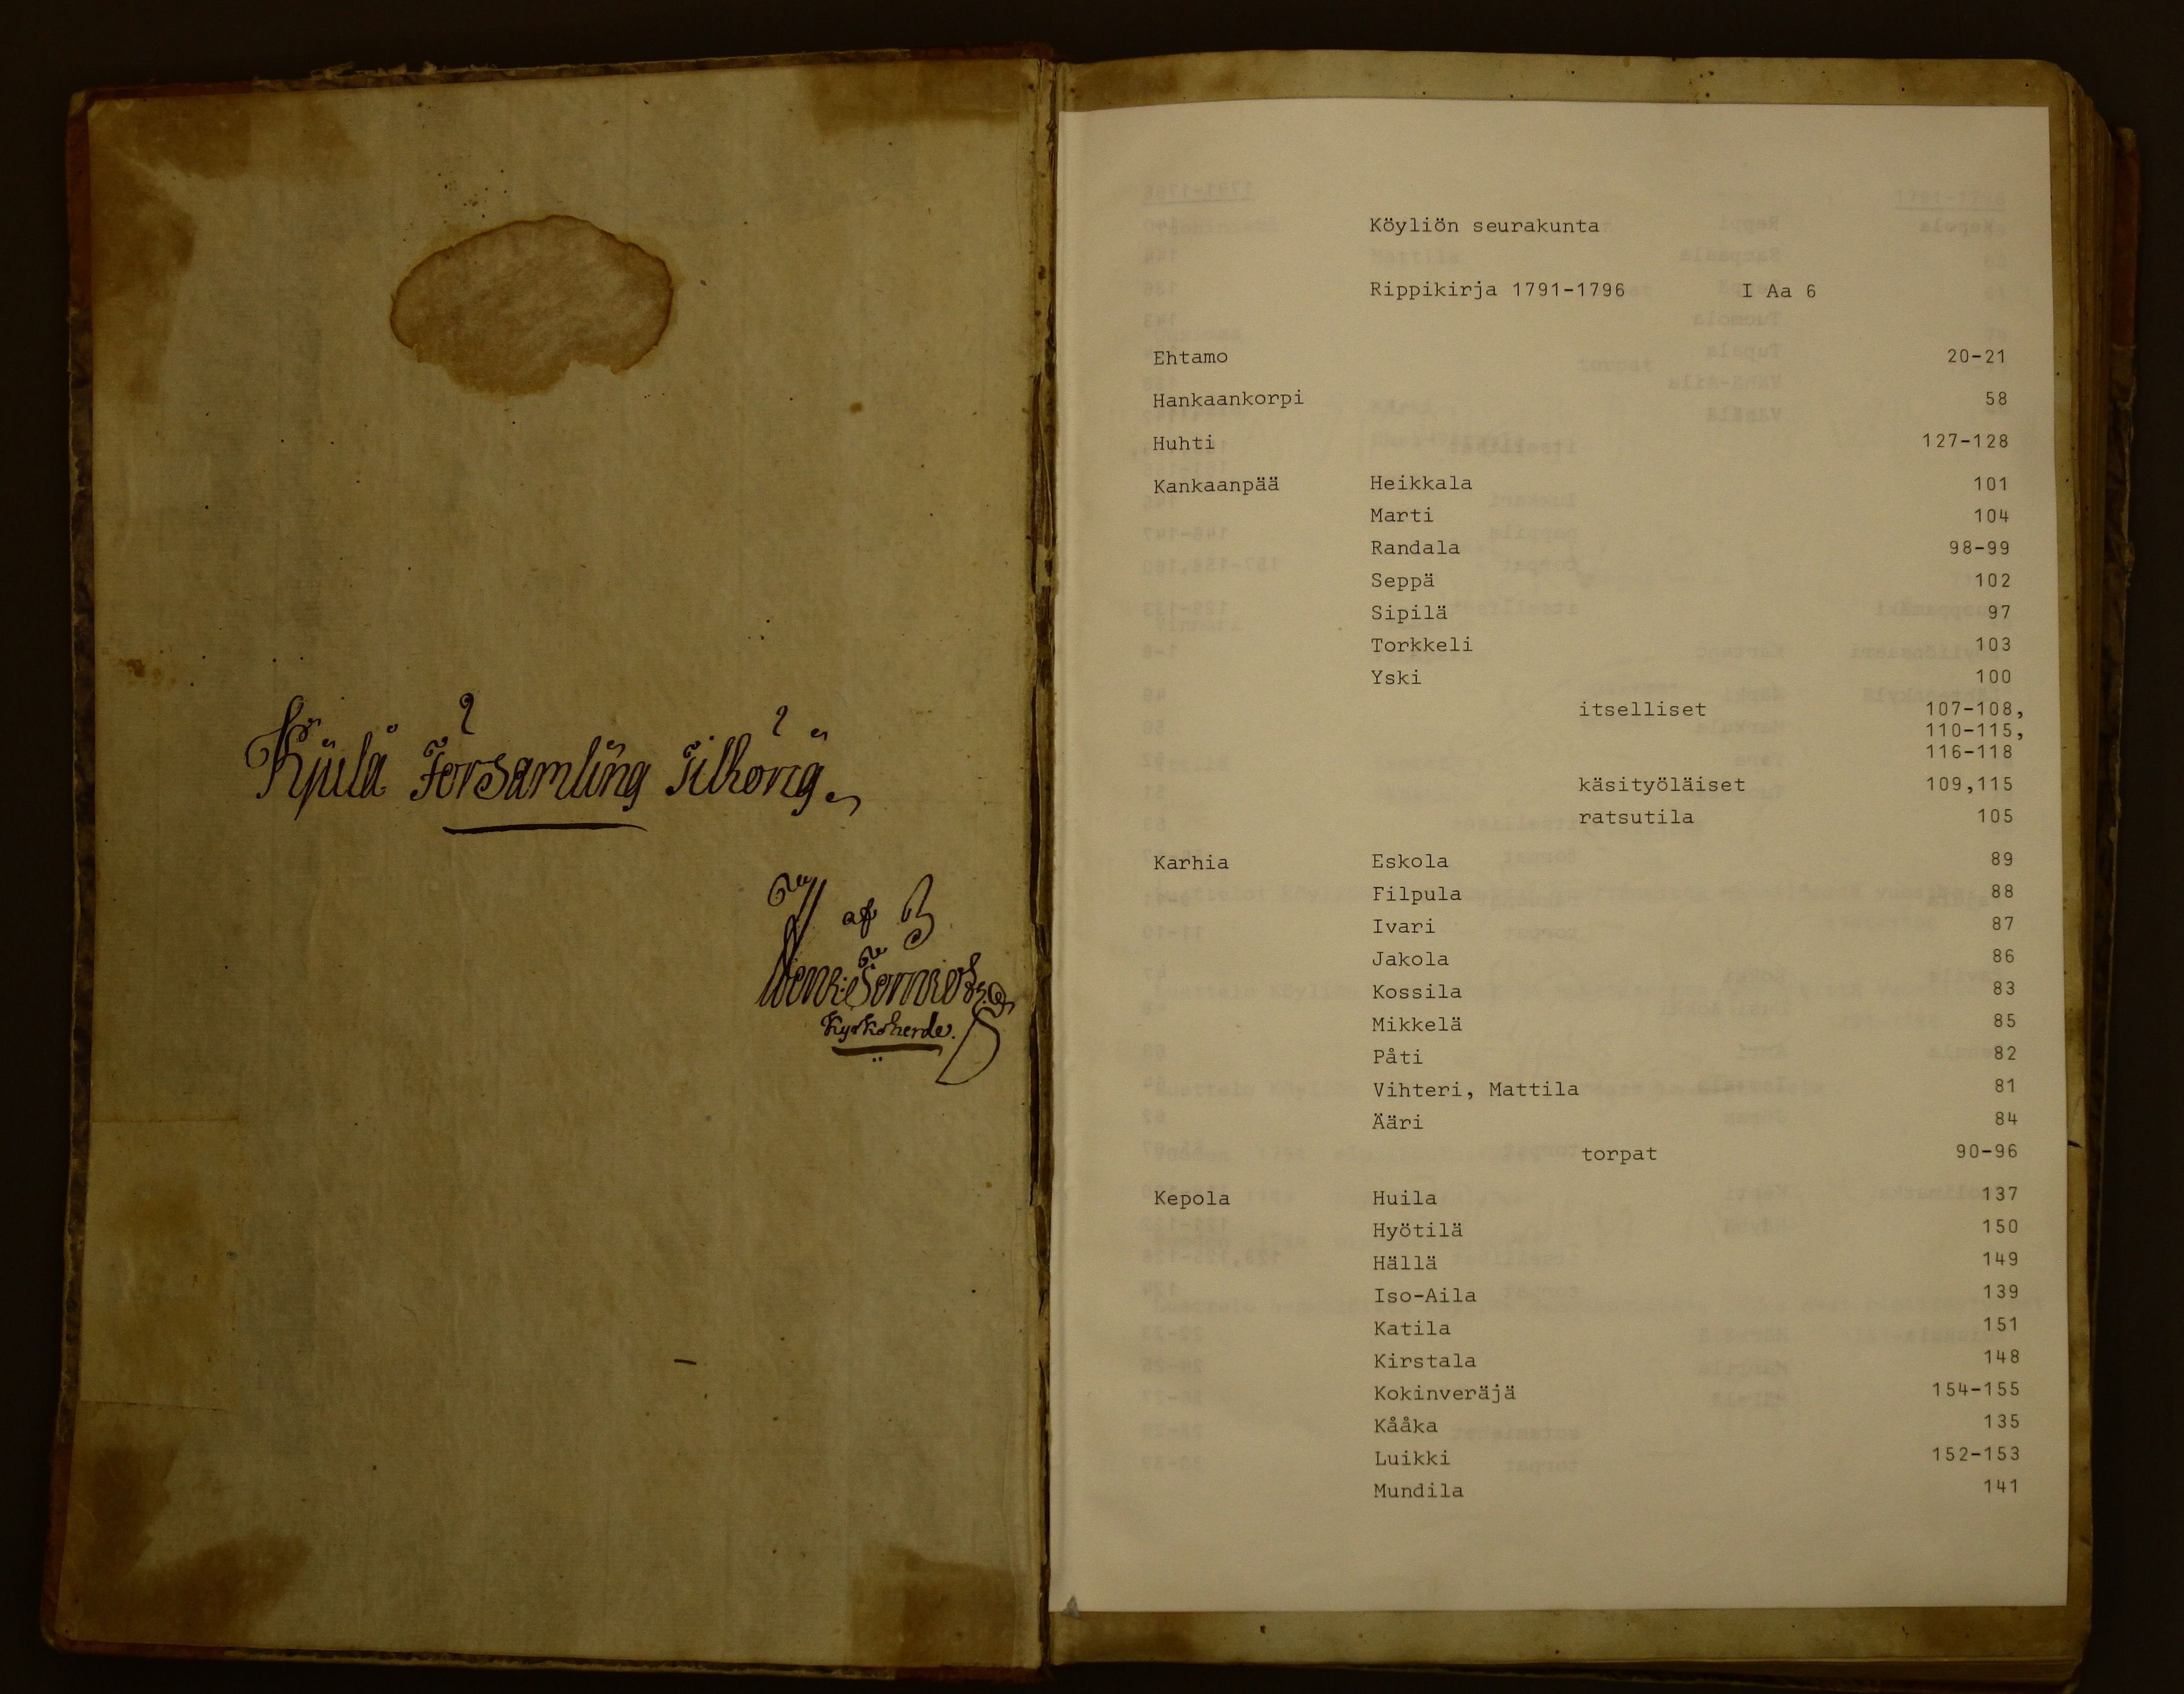 Kjula Församling Tilhörig.
af
Kyrkoherde.
Köyliön seurakunta
Rippikirja 1791-1796 I Aa 6
Ehtamo 20-21
Hankaankorpi 58
Huhti 127-128
Kankaanpää Heikkala 101
Marti 104
Randala 98-99
Seppä 102
Sipilä 97
Torkkeli 103
Yski 100
itselliset 107-108,
110-115,
116-118
käsityöläiset 109,115
ratsutila 105
Karhia Eskola 89
Filpula 88
Ivari 87
Jakola 86
Kossila 83
Mikkelä 85
Påti 82
Vihteri, Mattila 81
Ääri 84
torpat 90-96
Kepola Huila 137
Hyötilä 150
Hällä 149
Iso-Aila 139
Katila 151
Kirstala 148
Kokinveräjä 154-155
Kååka 135
Luikki 152-153
Mundila 141